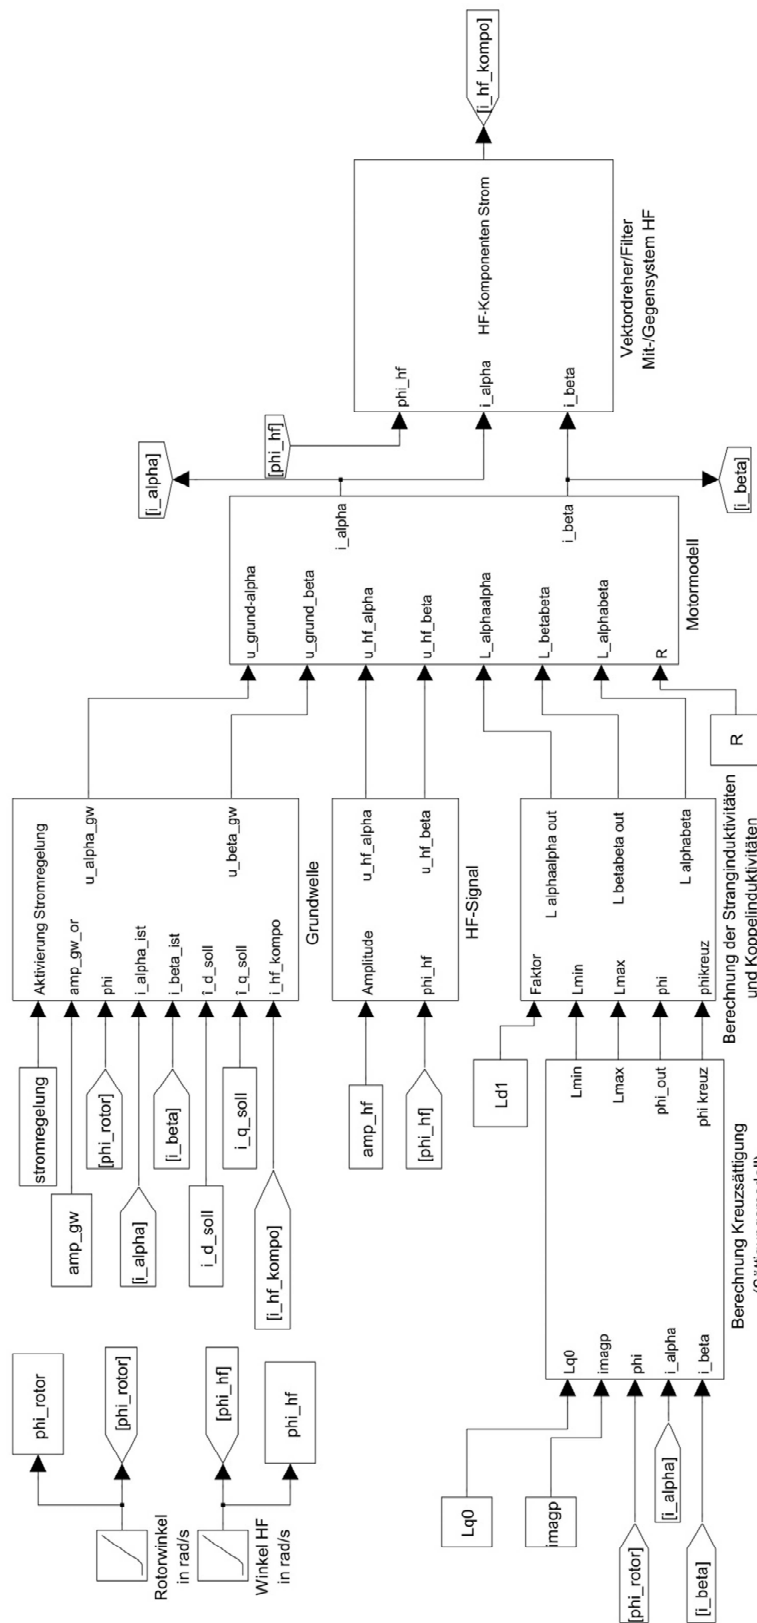 phi_rotor
[phi_rotor]
Rotorwinkel
in rad/s
[phi_hf]
phi_hf
Winkel HF
in rad/s
stromregelung
amp_gw
[phi_rotor]
[i_alpha]
[i_beta]
i_d_soll
i_q_soll
[i_hf_kompo]
Aktivierung Stromregelung
amp_gw_or
phi
i_alpha_ist
i_beta_ist
i_d_soll
i_q_soll
i_hf_kompo
u_alpha_gw
u_beta_gw
Grundwelle
amp_hf
[phi_hf]
Amplitude
phi_hf
u_hf_alpha
u_hf_beta
HF-Signal
Lq0
imagp
[phi_rotor]
[i_alpha]
[i_beta]
Lq0
imagp
phi
i_alpha
i_beta
Lmin
Lmax
phi_out
phi kreuz
Berechnung Kreuzsättigung
Ld1
Faktor
Lmin
Lmax
phi
phikreuz
L alphaalpha out
L betabeta out
L alphabeta
Berechnung der Stranginduktivitäten
und Koppelinduktivitäten
R
u_grund-alpha
u_grund_beta
u_hf_alpha
u_hf_beta
L_alphaalpha
L_betabeta
L_alphabeta
R
i_alpha
i_beta
Motormodell
[i_alpha]
[phi_hf]
[i_beta]
phi_hf
i_alpha
i_beta
HF-Komponenten Strom
Vektordreher/Filter
Mit-/Gegensystem HF
[i_hf_kompo]